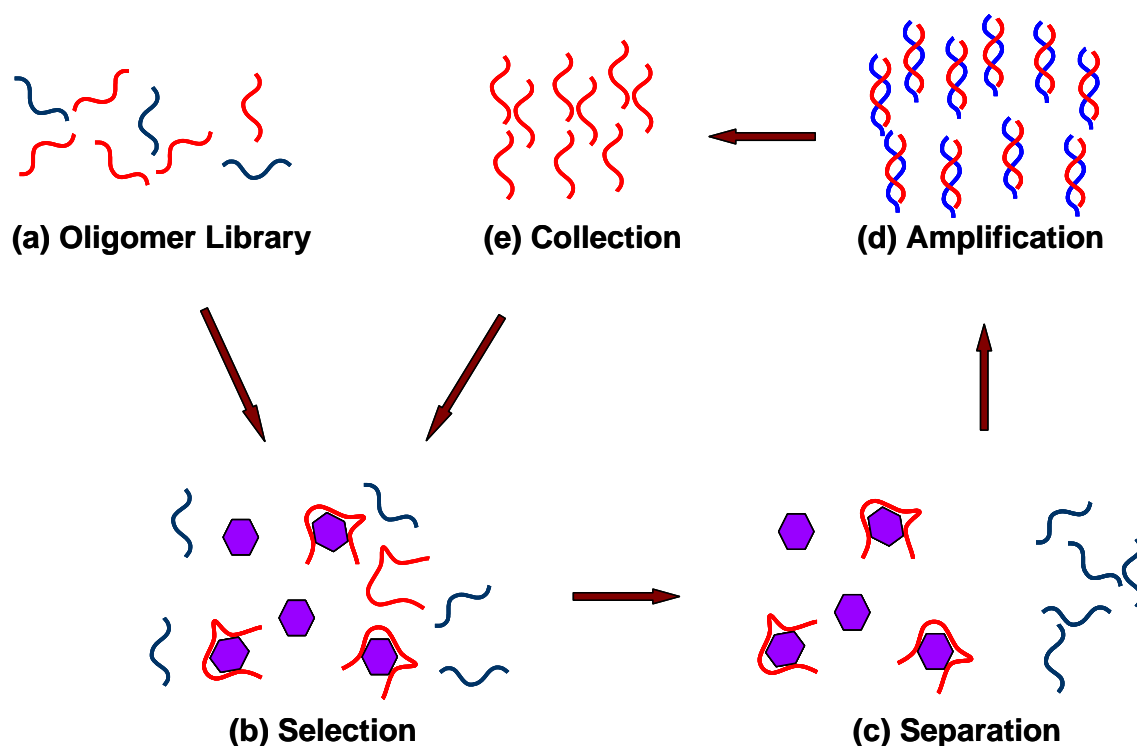 (a) Oligomer Library
(e) Collection
(d) Amplification
(b) Selection
(c) Separation